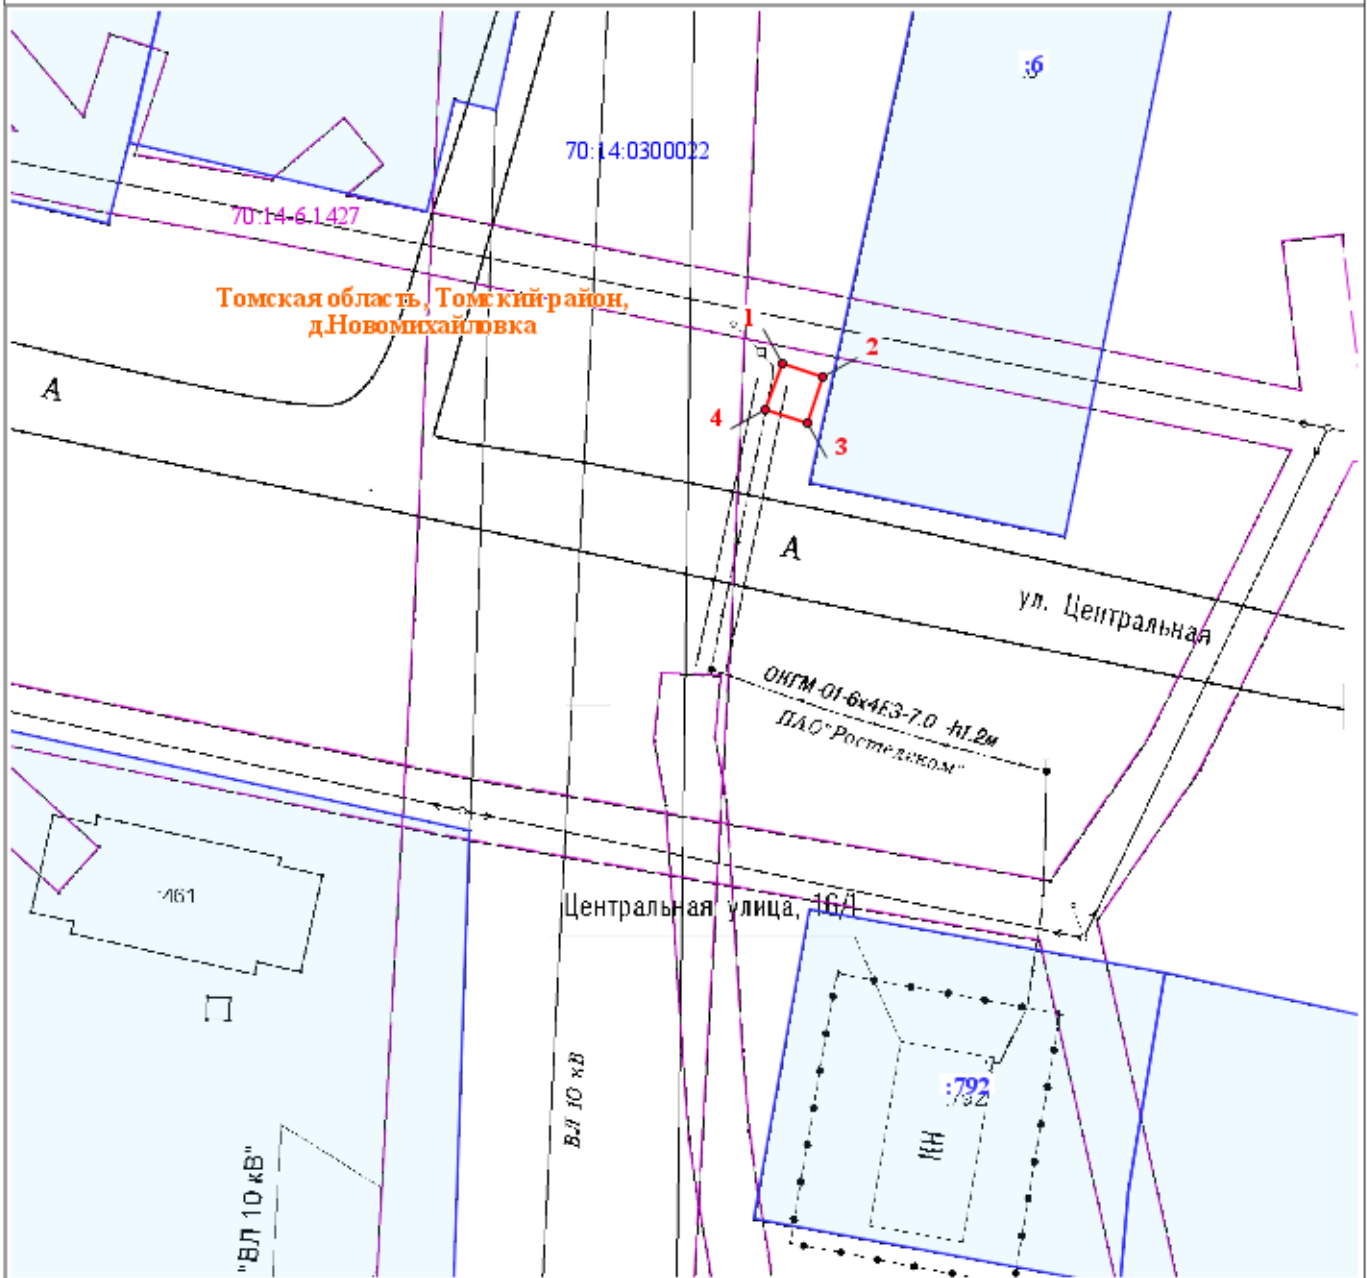 :6
70:14:0300022
70:14-6.1427
Томская область, Томский район,
д.Новомихайловка
1
2
3
4
А
А
ул. Центральная
ОКГМ-01-6х4Е3-7.0 -h1.2м
ПАО"Ростелеком"
:461
Центральная улица, 16/1
:792
КН
ВЛ 10 кВ
"ВЛ 10 кВ"